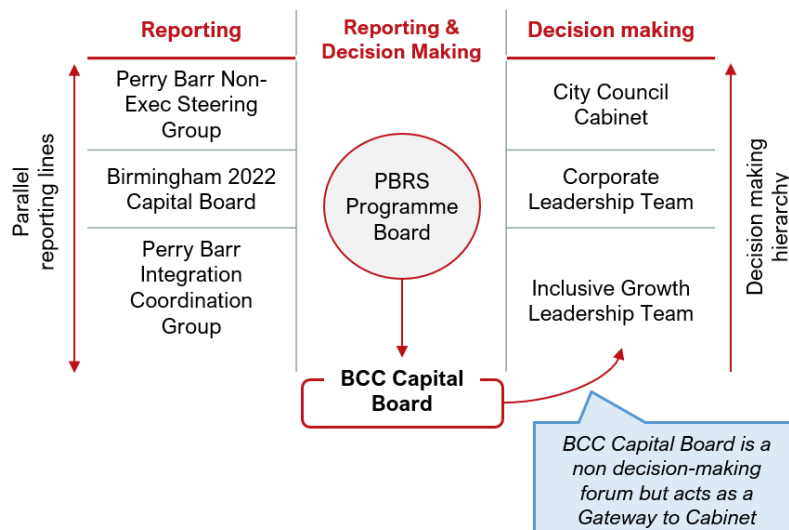 Reporting
Reporting &
Decision Making
Decision making
Parallel
reporting lines
Perry Barr Non-
Exec Steering
Group
Birmingham 2022
Capital Board
Perry Barr
Integration
Coordination
Group
PBRS
Programme
Board
BCC Capital
Board
City Council
Cabinet
Corporate
Leadership Team
Inclusive Growth
Leadership Team
Decision making
hierarchy
BCC Capital Board is a
non decision-making
forum but acts as a
Gateway to Cabinet